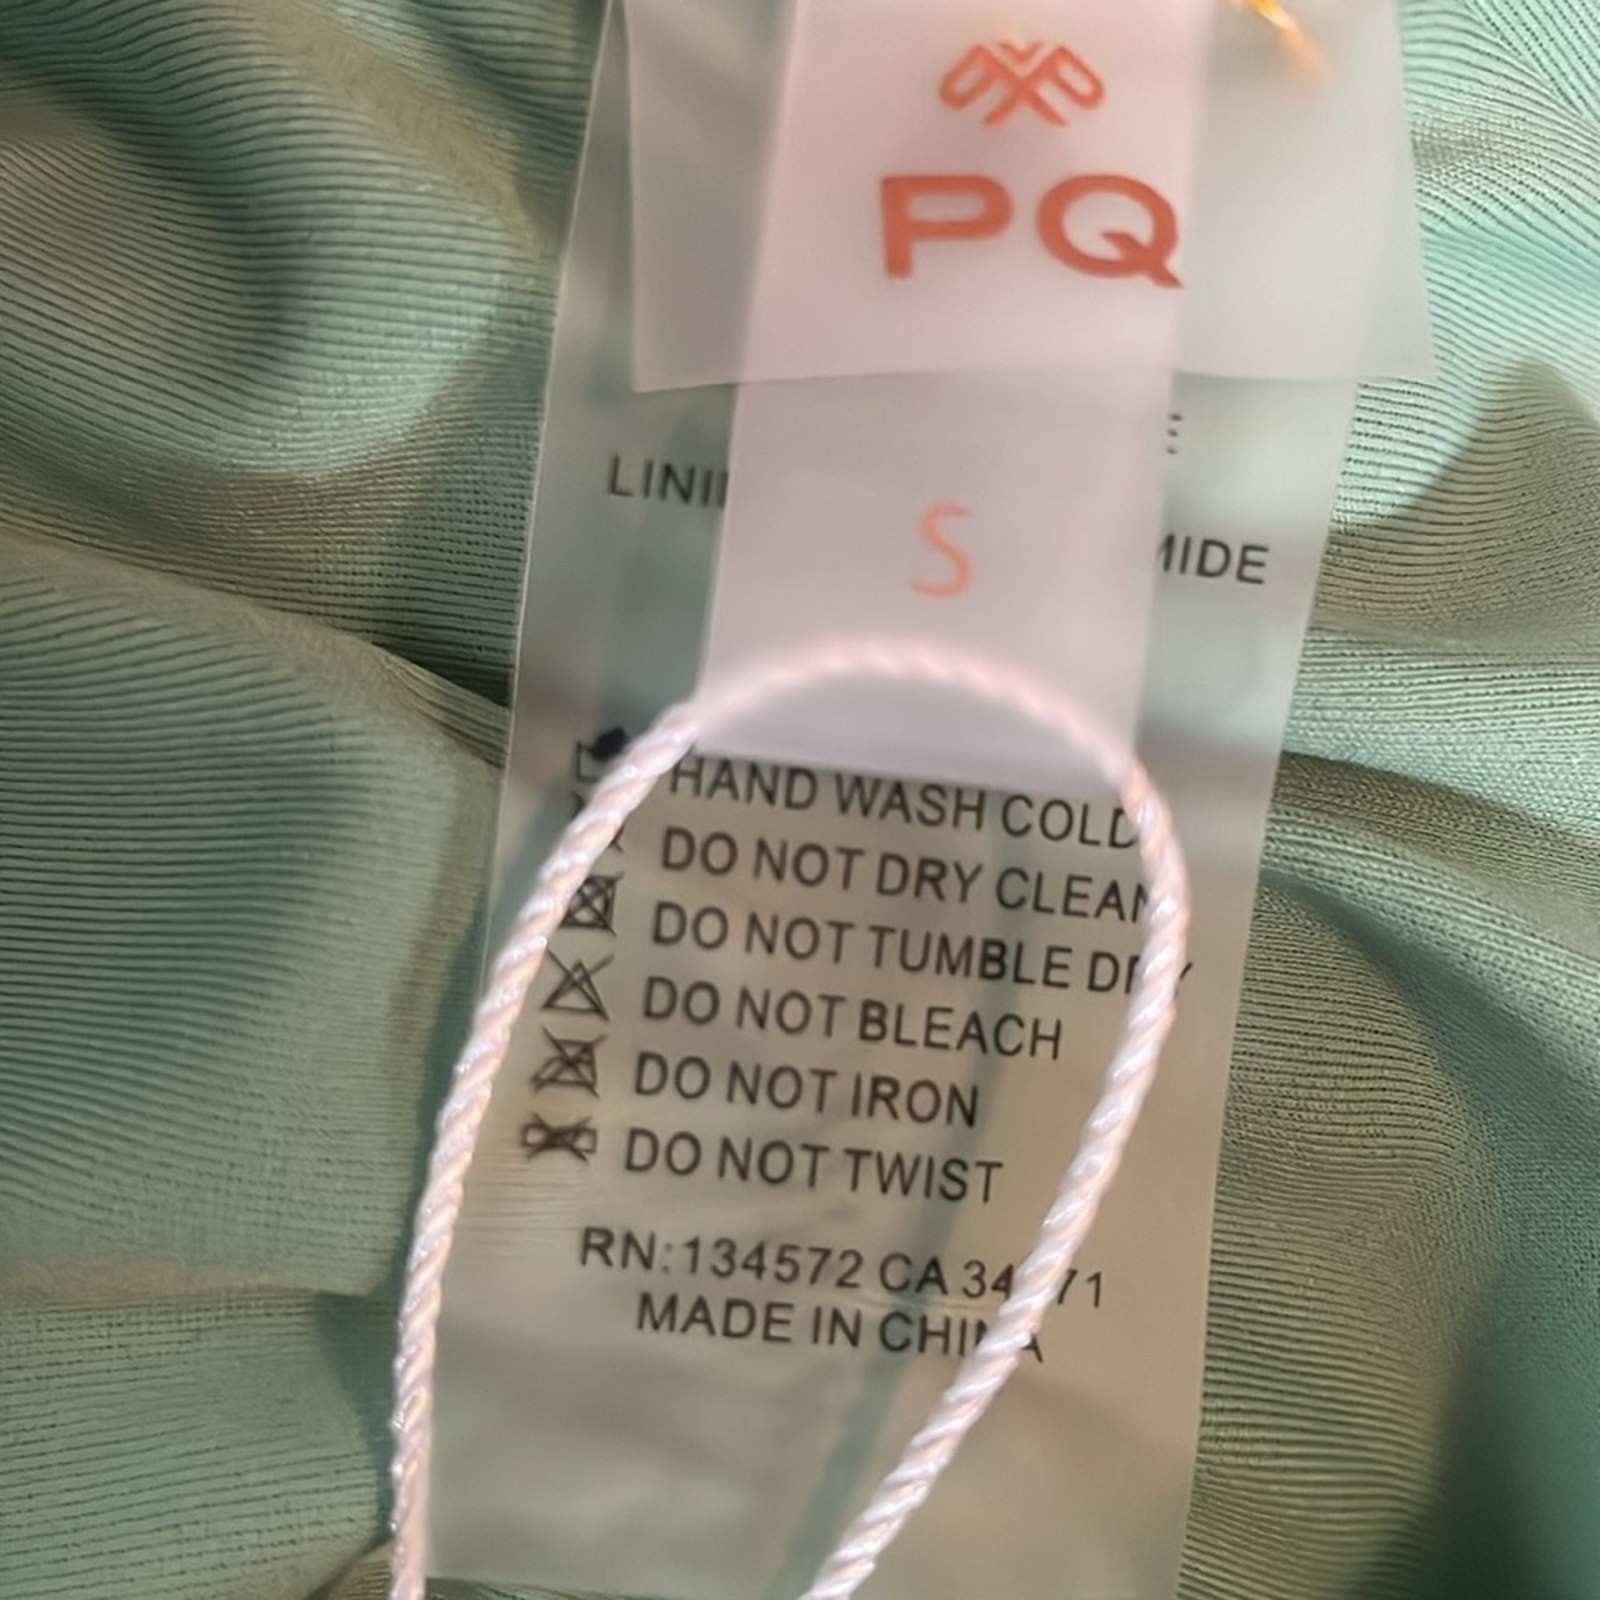 PQ
S
HAND WASH COLD
DO NOT DRY CLEAN
DO NOT TUMBLE DRY
DO NOT BLEACH
DO NOT IRON
DO NOT TWIST
RN:134572 CA
MADE IN CHINA